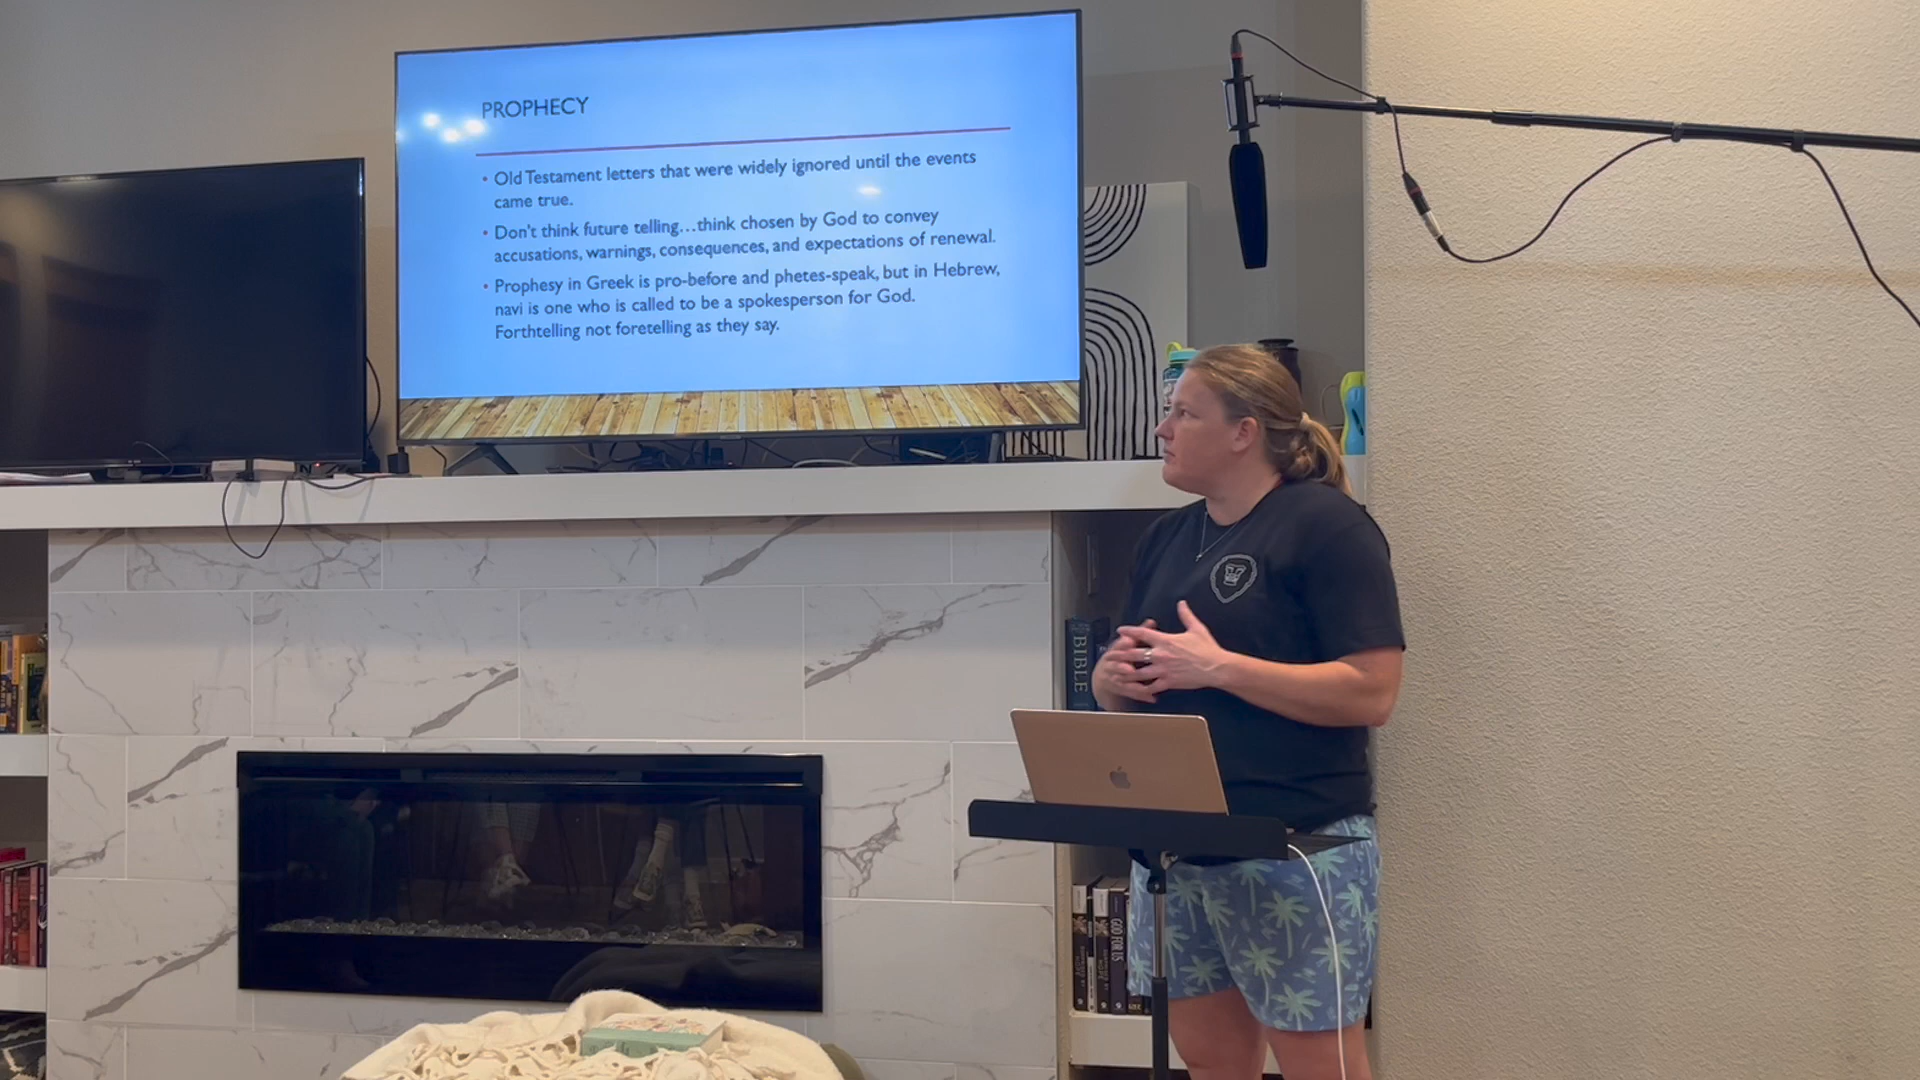 PROPHECY
• Old Testament letters that were widely ignored until the events
came true.
• Don't think future telling...think chosen by God to convey
accusations, warnings, consequences, and expectations of renewal.
• Prophesy in Greek is pro-before and phetes-speak, but in Hebrew,
navi is one who is called to be a spokesperson for God.
Forthtelling not foretelling as they say.
BIBLE
GOD FOR US